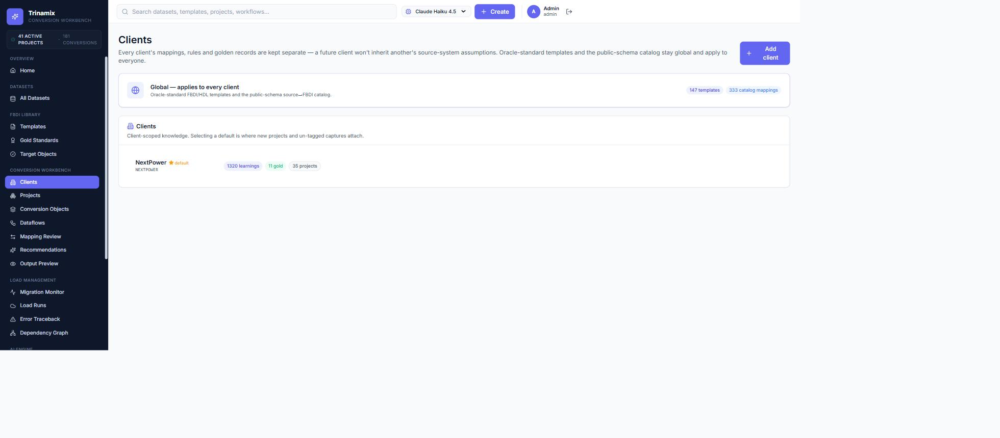 Trinamix
CONVERSION WORKBENCH
41 ACTIVE PROJECTS · 181 CONVERSIONS
OVERVIEW
Home
DATASETS
All Datasets
FBDI LIBRARY
Templates
Gold Standards
Target Objects
CONVERSION WORKBENCH
Clients
Projects
Conversion Objects
Dataflows
Mapping Review
Recommendations
Output Preview
LOAD MANAGEMENT
Migration Monitor
Load Runs
Error Traceback
Dependency Graph
AI ENGINE
Search datasets, templates, projects, workflows...
Claude Haiku 4.5
Create
A
Admin
admin
Clients
Every client's mappings, rules and golden records are kept separate — a future client won't inherit another's source-system assumptions. Oracle-standard templates and the public-schema catalog stay global and apply to
everyone.
Add
client
Global — applies to every client
Oracle-standard FBDI/HDL templates and the public-schema source→FBDI catalog.
147 templates
333 catalog mappings
Clients
Client-scoped knowledge. Selecting a default is where new projects and un-tagged captures attach.
NextPower default
NEXTPOWER
1320 learnings
11 gold
35 projects